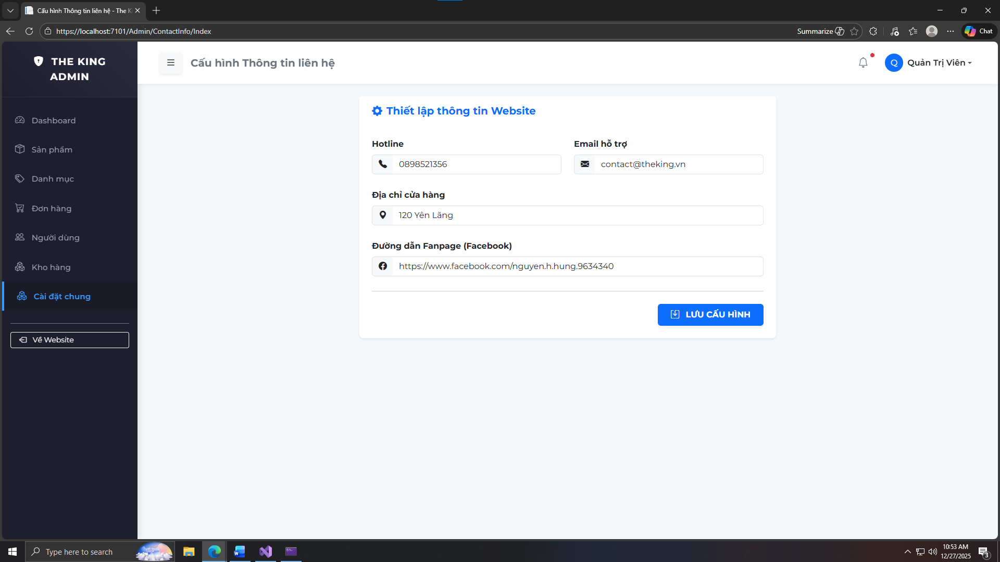 Cấu hình Thông tin liên hệ - The K
https://localhost:7101/Admin/ContactInfo/Index
Summarize
Chat
THE KING
ADMIN
Cấu hình Thông tin liên hệ
Q
Quản Trị Viên
Dashboard
Sản phẩm
Danh mục
Đơn hàng
Người dùng
Kho hàng
Cài đặt chung
Về Website
Thiết lập thông tin Website
Hotline
Email hỗ trợ
0898521356
contact@theking.vn
Địa chỉ cửa hàng
120 Yên Lãng
Đường dẫn Fanpage (Facebook)
https://www.facebook.com/nguyen.h.hung.9634340
LƯU CẤU HÌNH
Type here to search
10:53 AM
12/27/2025
3